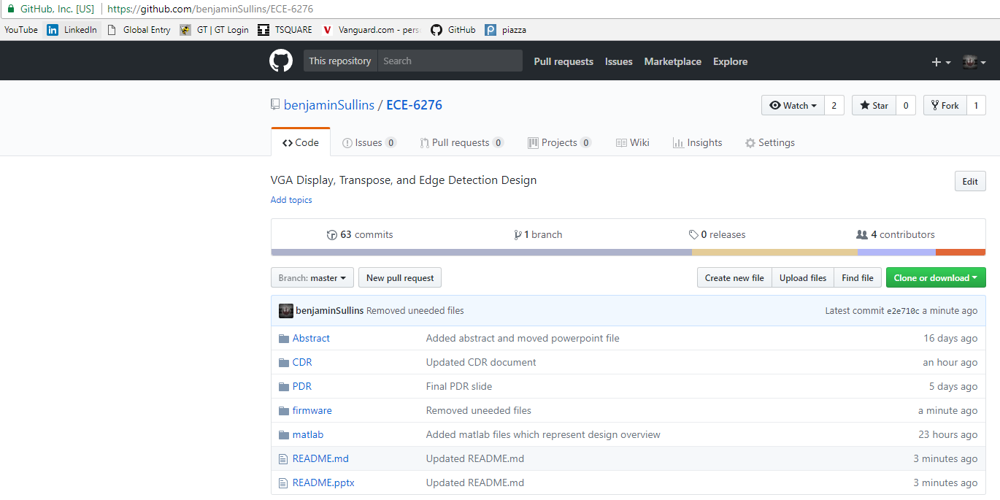 GitHub, Inc. [US] https://github.com/benjaminSullins/ECE-6276
YouTube in LinkedIn Global Entry GT | GT Login TSQUARE V Vanguard.com - pers GitHub p piazza
This repository Search Pull requests Issues Marketplace Explore
benjaminSullins / ECE-6276 Watch 2 Star 0 Fork 1
Code Issues 0 Pull requests 0 Projects 0 Wiki Insights Settings
VGA Display, Transpose, and Edge Detection Design Edit
Add topics
63 commits 1 branch 0 releases 4 contributors
Branch: master New pull request Create new file Upload files Find file Clone or download
benjaminSullins Removed uneeded files Latest commit e2e710c a minute ago
Abstract Added abstract and moved powerpoint file 16 days ago
CDR Updated CDR document an hour ago
PDR Final PDR slide 5 days ago
firmware Removed uneeded files a minute ago
matlab Added matlab files which represent design overview 23 hours ago
README.md Updated README.md 3 minutes ago
README.pptx Updated README.md 3 minutes ago